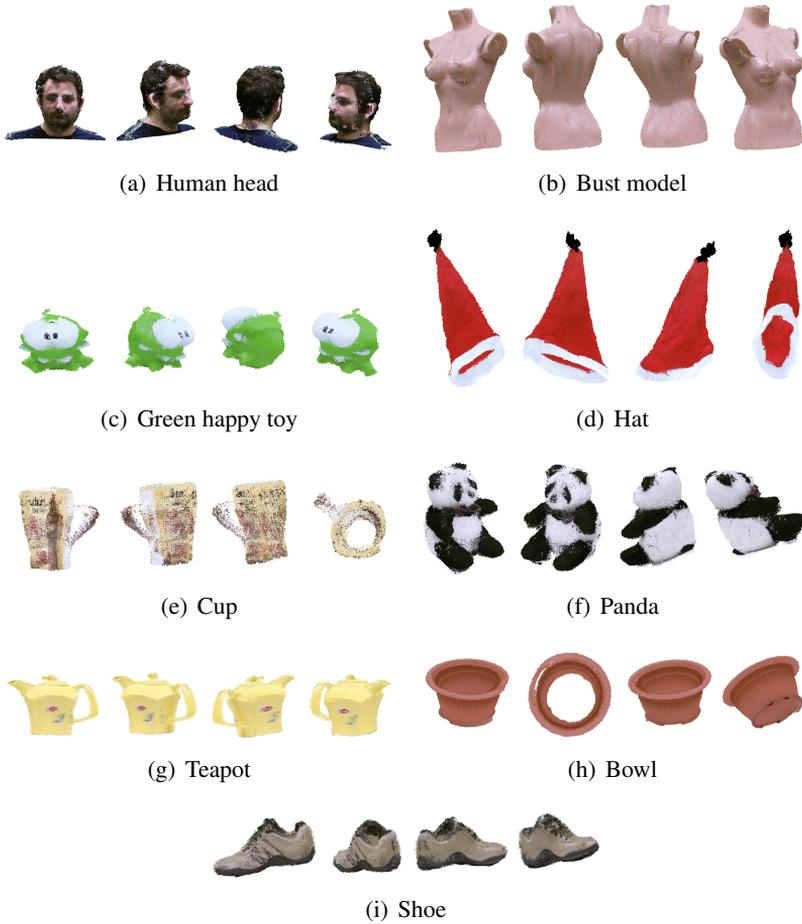 (a) Human head
(b) Bust model
(c) Green happy toy
(d) Hat
(e) Cup
(f) Panda
(g) Teapot
(h) Bowl
(i) Shoe